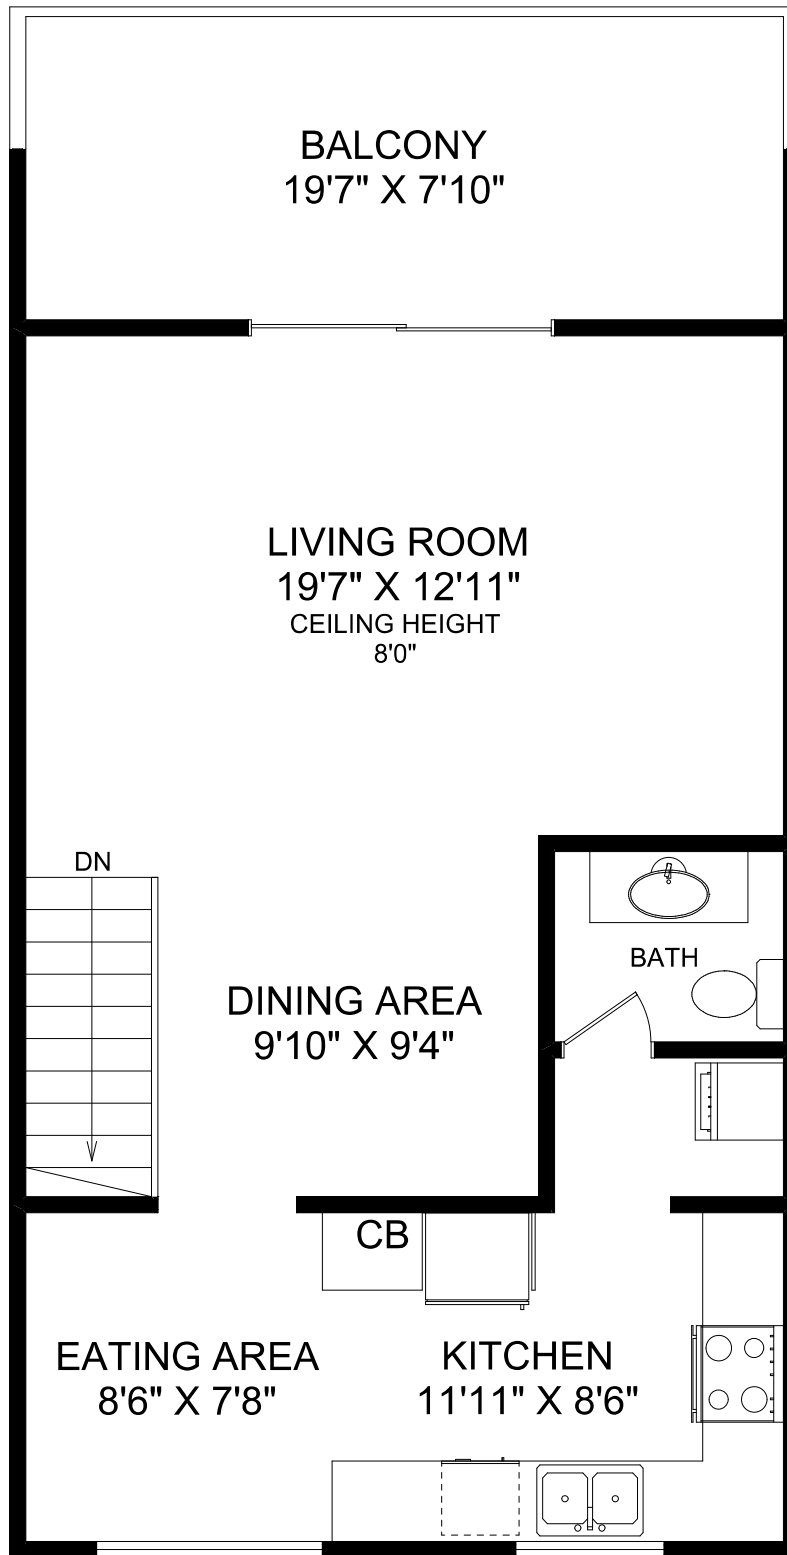 BALCONY
19'7" X 7'10"
LIVING ROOM
19'7" X 12'11"
CEILING HEIGHT
8'0"
DN
BATH
DINING AREA
9'10" X 9'4"
CB
EATING AREA
8'6" X 7'8"
KITCHEN
11'11" X 8'6"